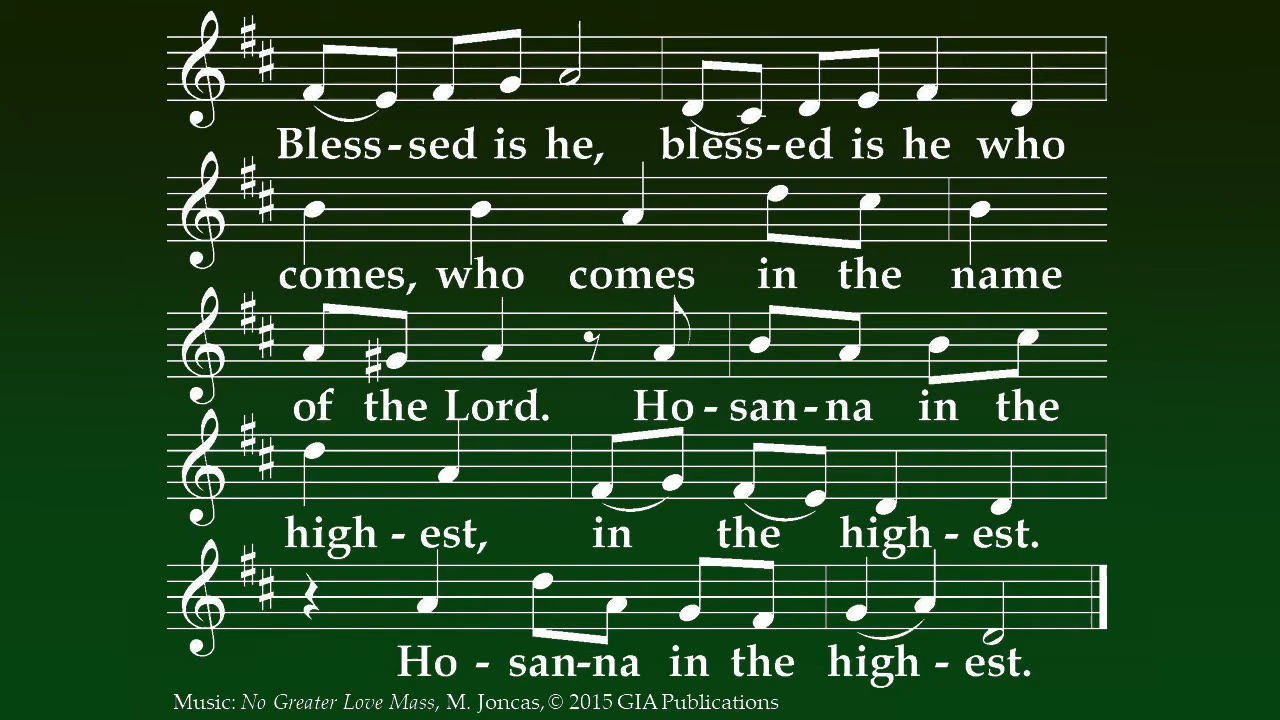 Bless-sed is he, bless-ed is he who
comes, who comes in the name
of the Lord. Ho-san-na in the
high-est, in the high-est.
Ho-san-na in the high-est.
Music: No Greater Love Mass, M. Joncas, © 2015 GIA Publications